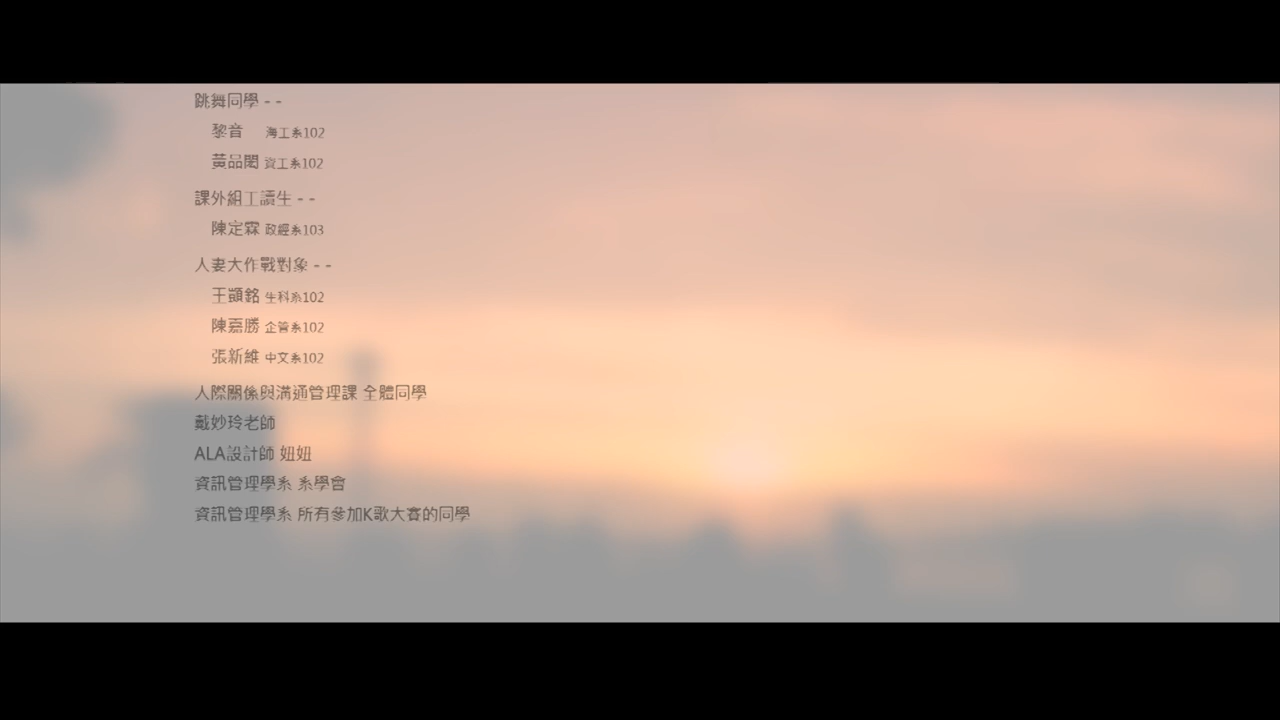 跳舞同學 - -
黎音 海工系102
黃品閎 資工系102
課外組工讀生 - -
陳定霖 政經系103
人妻大作戰對象 - -
王顗銘 生科系102
陳嘉勝 企管系102
張新維 中文系102
人際關係與溝通管理課 全體同學
戴妙玲老師
ALA設計師 妞妞
資訊管理學系 系學會
資訊管理學系 所有參加K歌大賽的同學